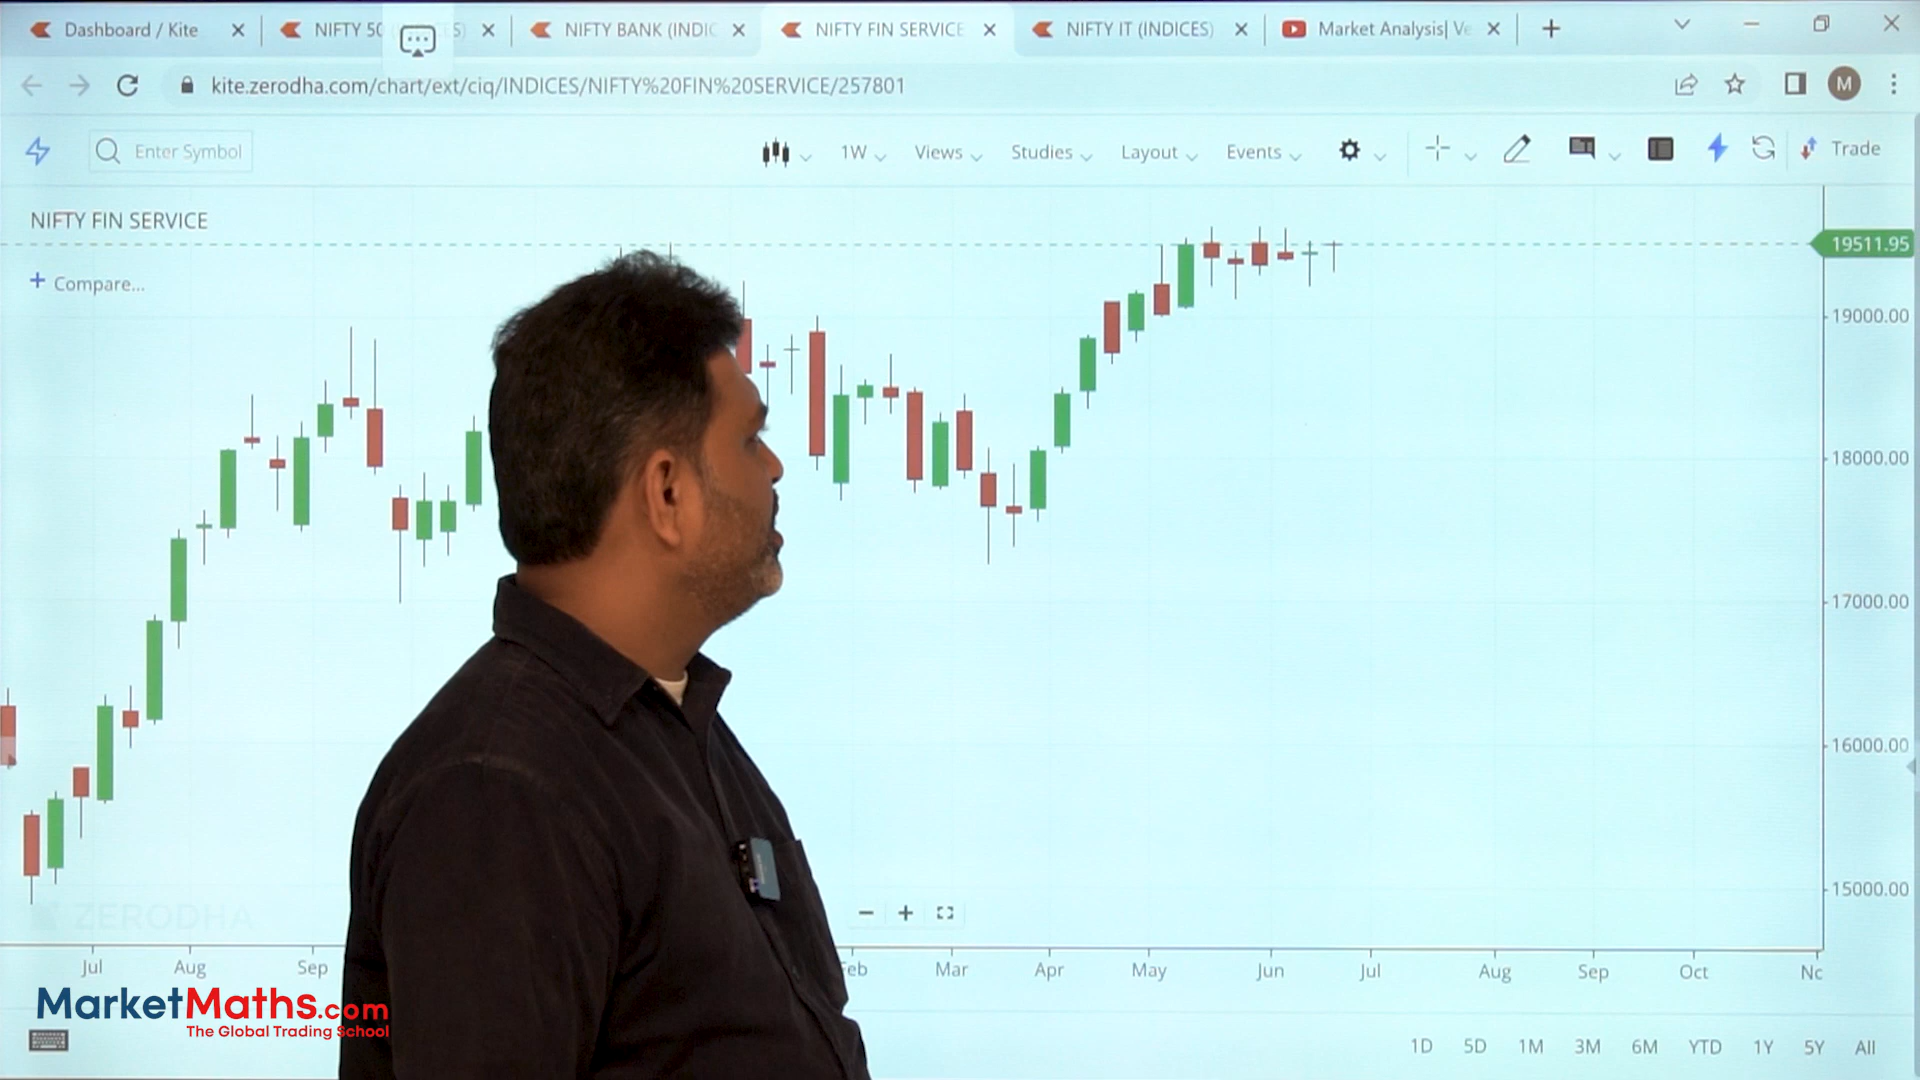 Dashboard / Kite
NIFTY 50
NIFTY BANK (INDIC
NIFTY FIN SERVICE
NIFTY IT (INDICES)
Market Analysis| Ve
kite.zerodha.com/chart/ext/ciq/INDICES/NIFTY%20FIN%20SERVICE/257801
M
Enter Symbol
1W
Views
Studies
Layout
Events
Trade
NIFTY FIN SERVICE
Compare...
19511.95
19000.00
18000.00
17000.00
16000.00
15000.00
ZERODHA
Jul
Aug
Sep
Feb
Mar
Apr
May
Jun
Jul
Aug
Sep
Oct
Nc
MarketMaths.com
The Global Trading School
1D 5D 1M 3M 6M YTD 1Y 5Y All